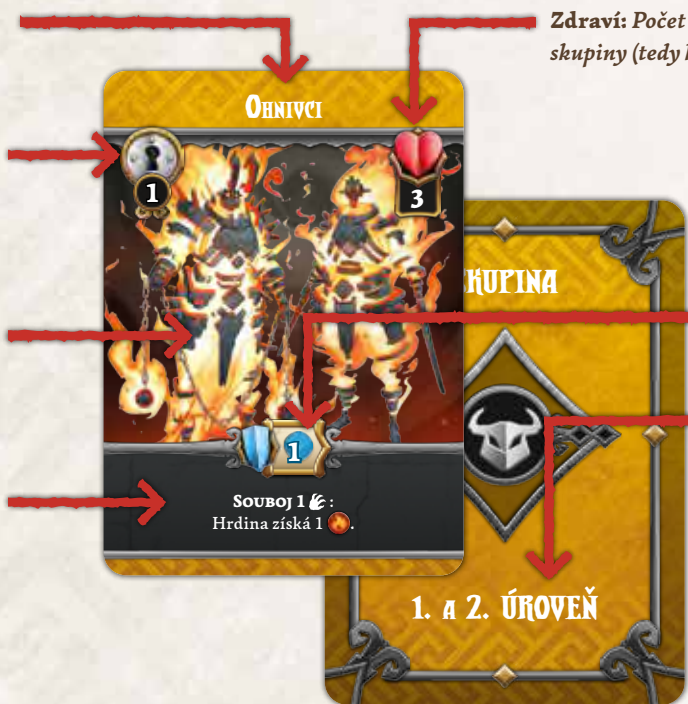 Zdraví: Počet
skupiny (tedy
Ohnivci
1
3
KUPINA
1
Souboj 1 :
Hrdina získá 1 .
1. a 2. ÚROVEŇ